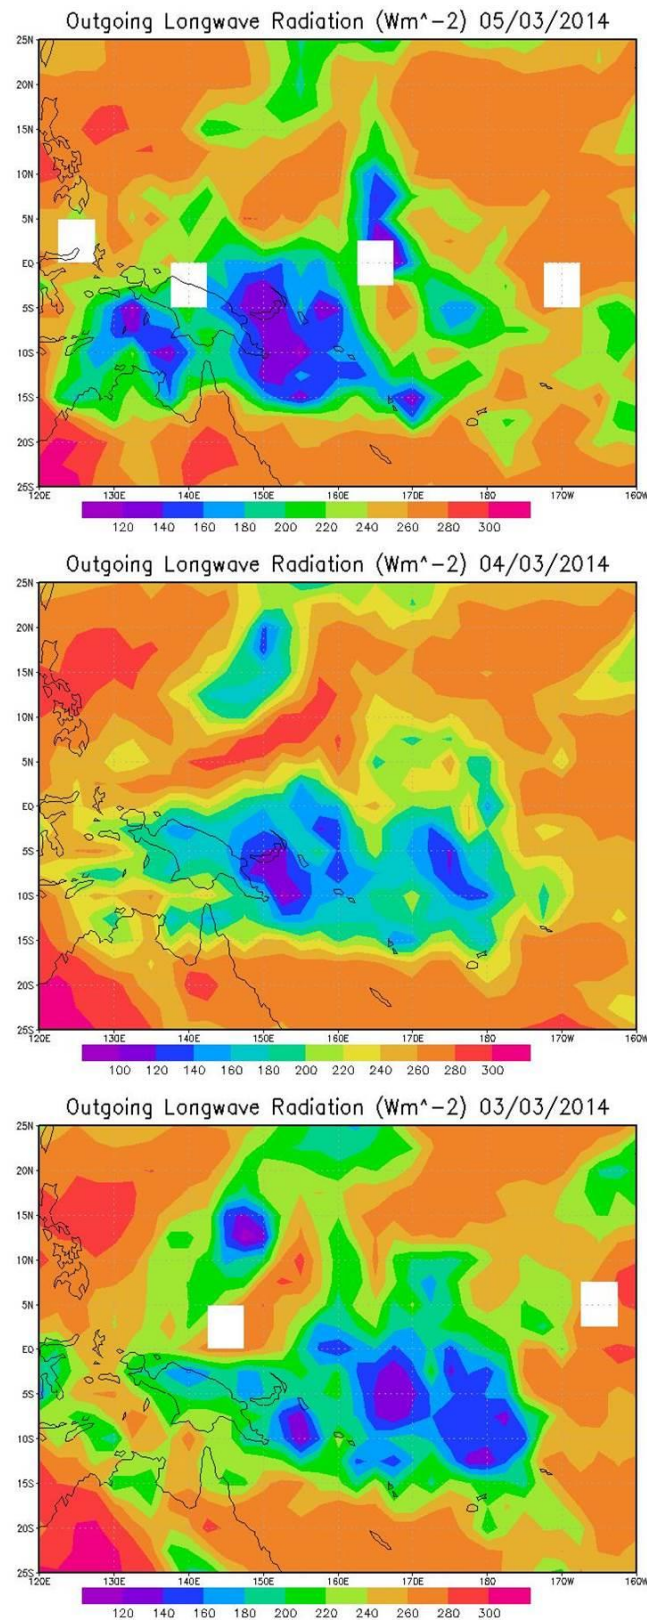 Outgoing Longwave Radiation (Wm^-2) 05/03/2014
25N
20N
15N
10N
5N
EQ
5S
10S
15S
20S
25S
120E 130E 140E 150E 160E 170E 180 170W 160W
120 140 160 180 200 220 240 260 280 300
Outgoing Longwave Radiation (Wm^-2) 04/03/2014
25N
20N
15N
10N
5N
EQ
5S
10S
15S
20S
25S
120E 130E 140E 150E 160E 170E 180 170W 160W
100 120 140 160 180 200 220 240 260 280 300
Outgoing Longwave Radiation (Wm^-2) 03/03/2014
25N
20N
15N
10N
5N
EQ
5S
10S
15S
20S
25S
120E 130E 140E 150E 160E 170E 180 170W 160W
120 140 160 180 200 220 240 260 280 300